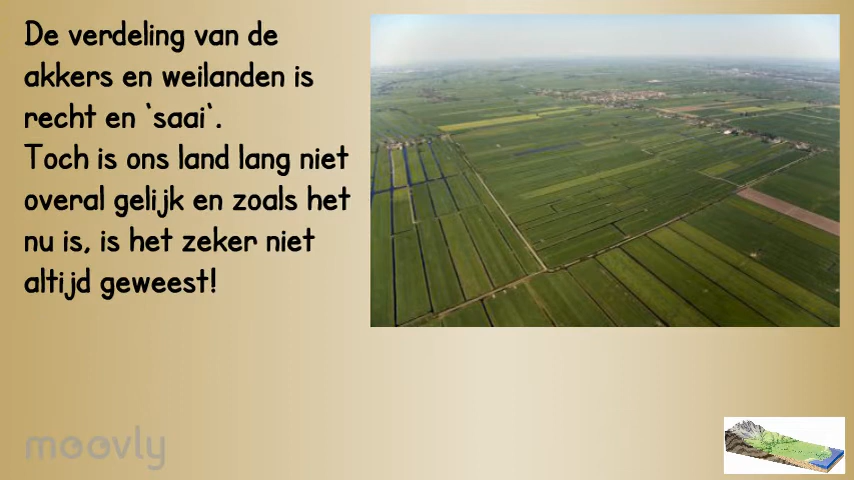 De verdeling van de
akkers en weilanden is
recht en `saai`.
Toch is ons land lang niet
overal gelijk en zoals het
nu is, is het zeker niet
altijd geweest!
moovly